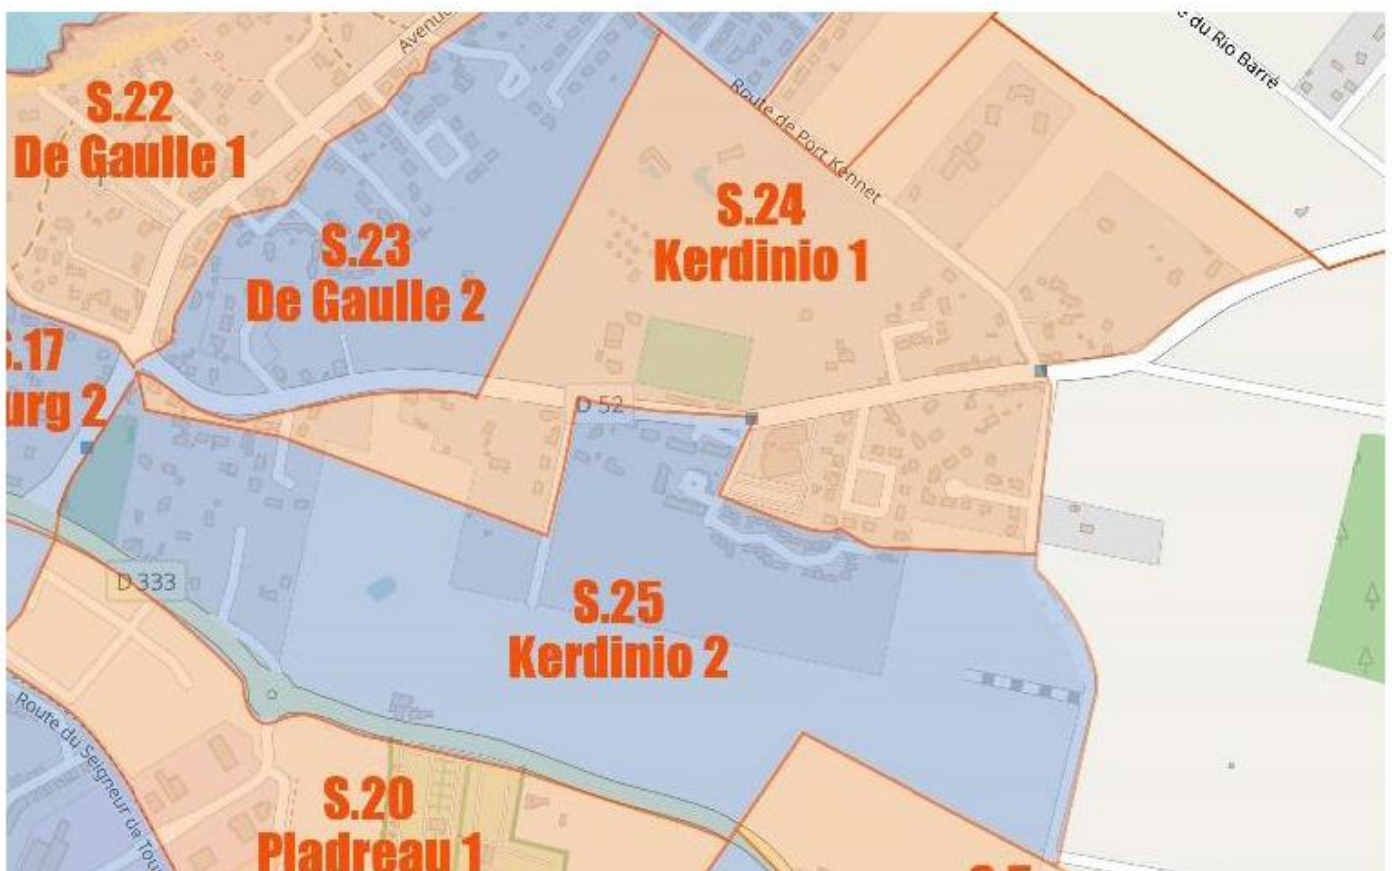 Avenue
du Rio Barré
S.22
De Gaulle 1
Route de Port Kennet
S.24
Kerdinio 1
S.23
De Gaulle 2
S.17
urg 2
D 52
D 333
S.25
Kerdinio 2
Route du Seigneur de Tou
S.20
Pladreau 1